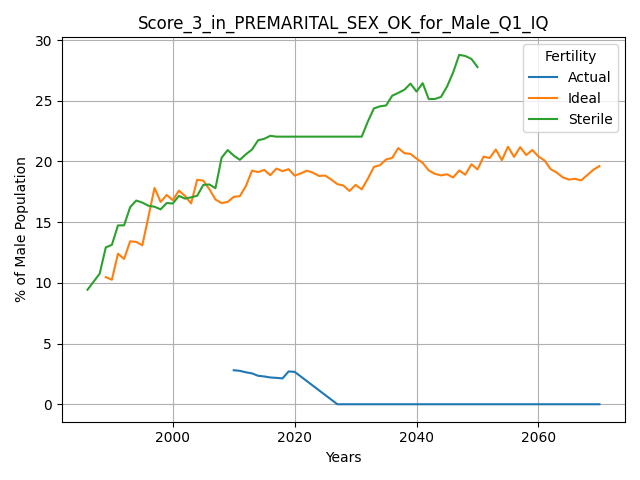 Score_3_in_PREMARITAL_SEX_OK_for_Male_Q1_IQ
% of Male Population
30
25
20
15
10
5
0
Fertility
Actual
Ideal
Sterile
2000
2020
2040
2060
Years